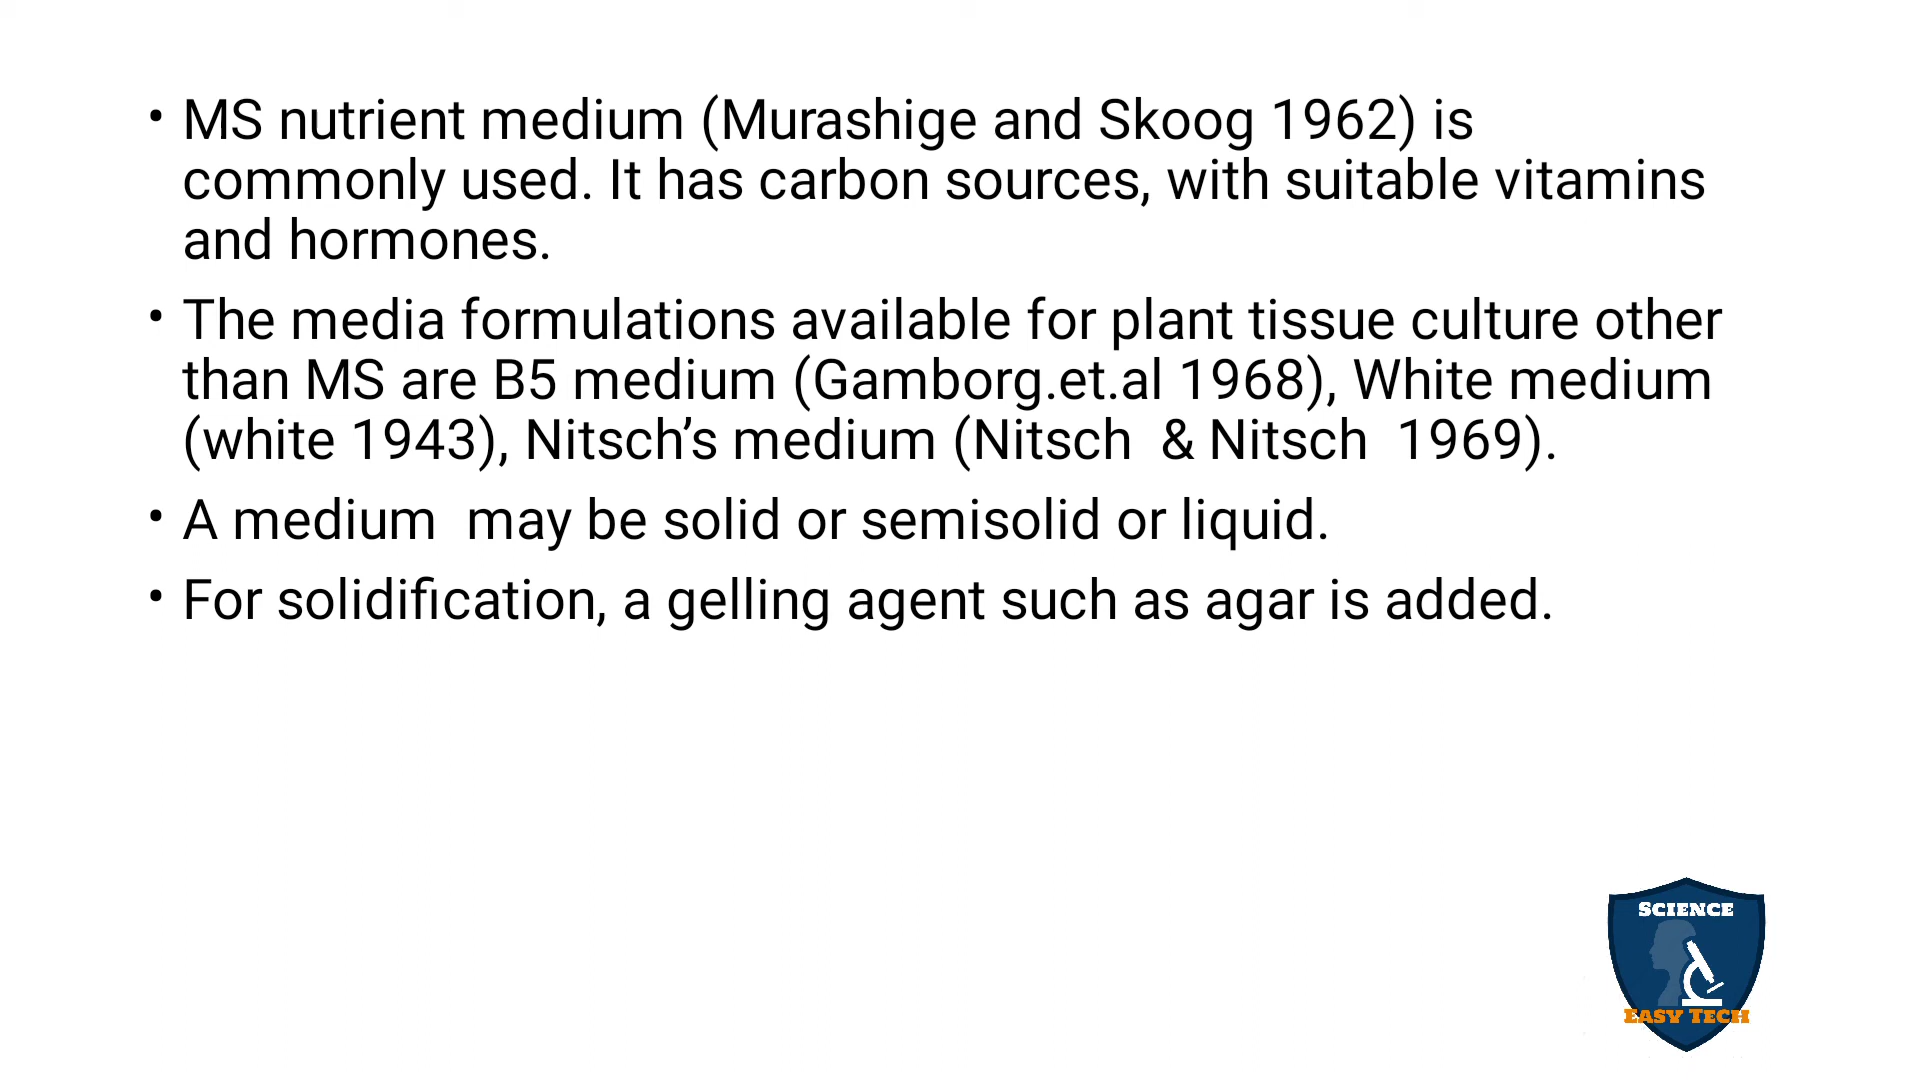 • MS nutrient medium (Murashige and Skoog 1962) is
commonly used. It has carbon sources, with suitable vitamins
and hormones.
• The media formulations available for plant tissue culture other
than MS are B5 medium (Gamborg.et.al 1968), White medium
(white 1943), Nitsch’s medium (Nitsch  & Nitsch  1969).
• A medium  may be solid or semisolid or liquid.
• For solidification, a gelling agent such as agar is added.
SCIENCE
EASY TECH